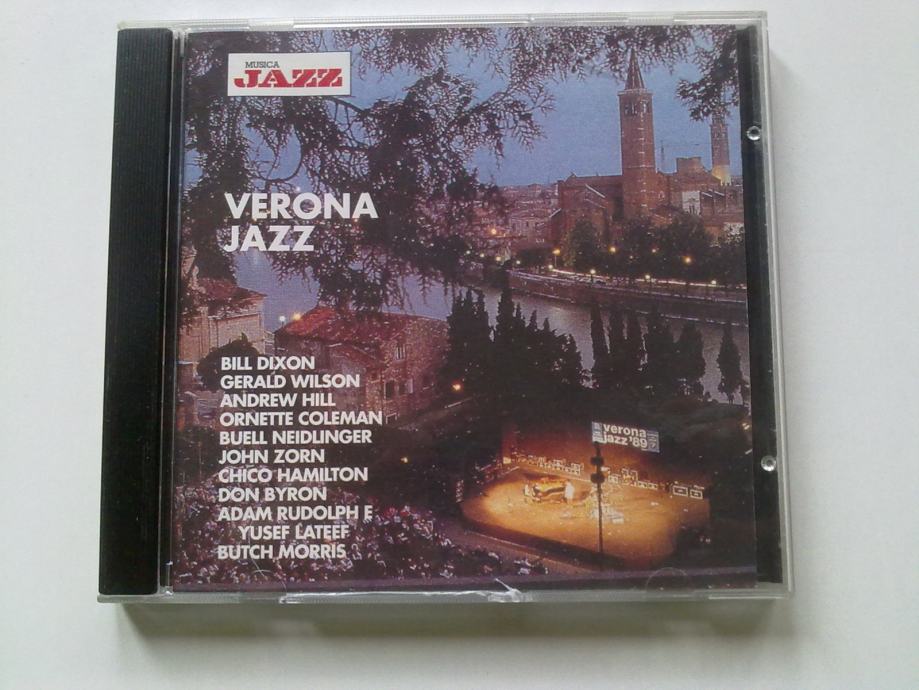 MUSICA
JAZZ
VERONA
JAZZ
BILL DIXON
GERALD WILSON
ANDREW HILL
ORNETTE COLEMAN
BUELL NEIDLINGER
JOHN ZORN
CHICO HAMILTON
DON BYRON
ADAM RUDOLPH E
YUSEF LATEEF
BUTCH MORRIS
verona
jazz '89